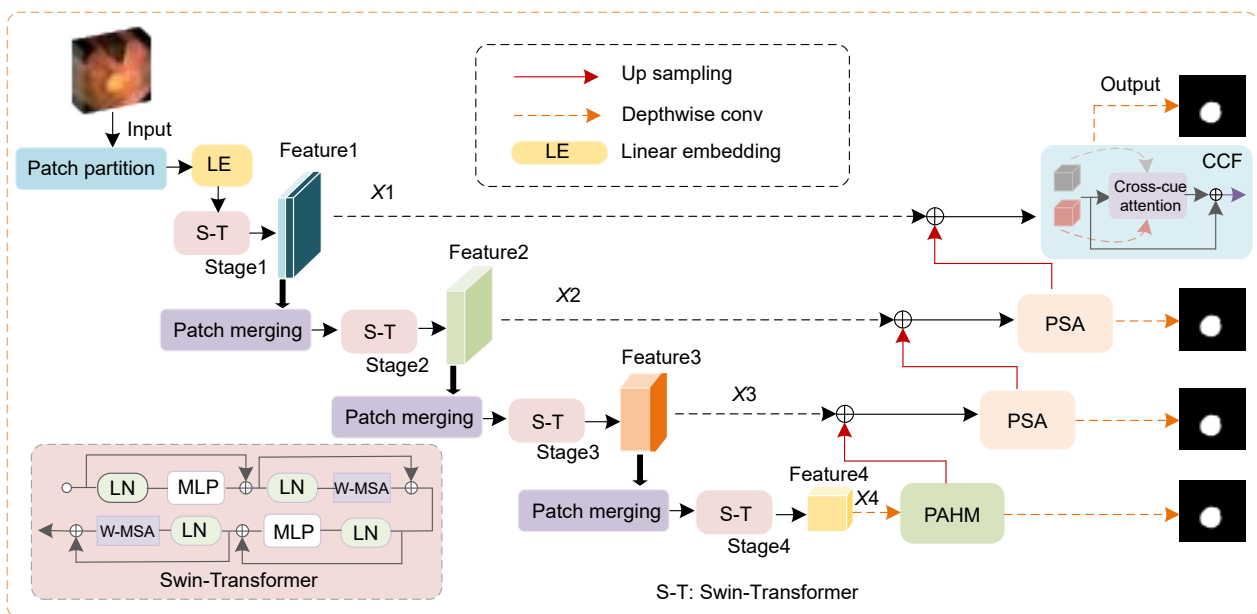 Input
Patch partition
LE
S-T
Stage1
Feature1
X1
Up sampling
Depthwise conv
LE
Linear embedding
Output
CCF
Cross-cue
attention
Patch merging
S-T
Stage2
Feature2
X2
PSA
Patch merging
S-T
Stage3
Feature3
X3
PSA
Patch merging
S-T
Stage4
Feature4
X4
PAHM
LN
MLP
LN
W-MSA
W-MSA
LN
MLP
LN
Swin-Transformer
S-T: Swin-Transformer